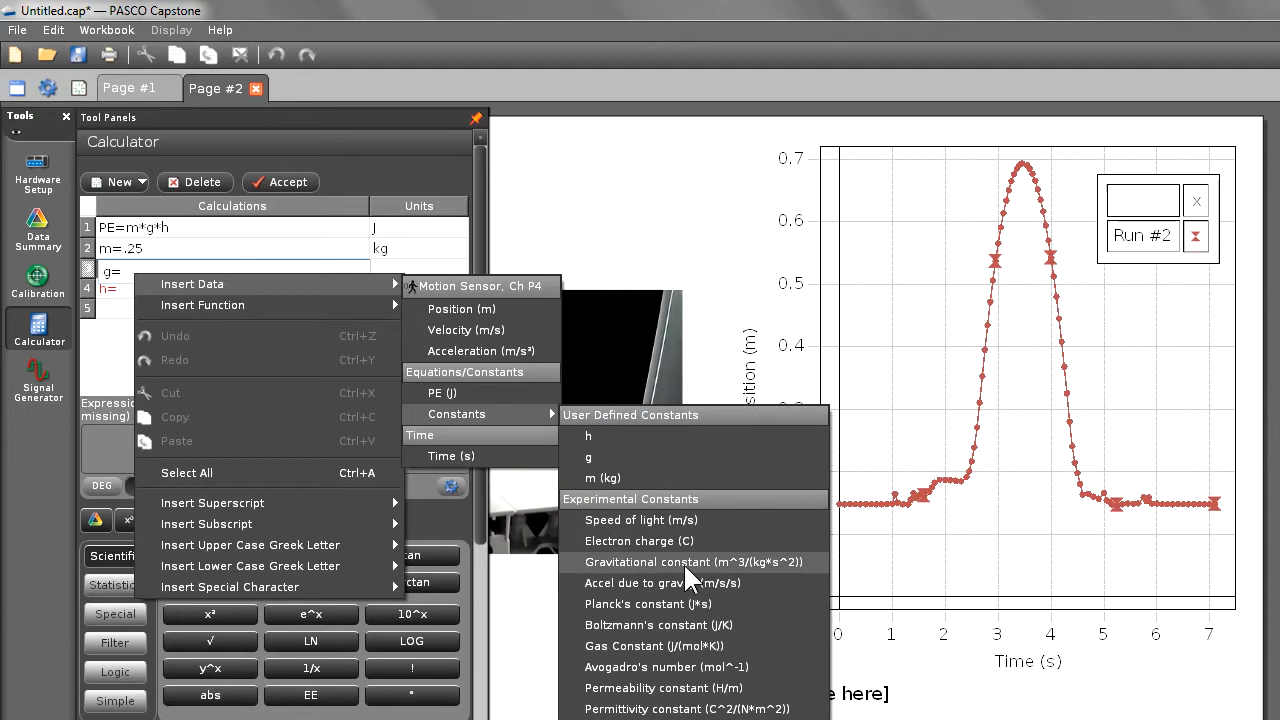 Untitled.cap* — PASCO Capstone
File Edit Workbook Display Help
Page #1 Page #2
Tools
Tool Panels
Calculator
Hardware
Setup
Data
Summary
Calibration
Calculator
Signal
Generator
New Delete Accept
Calculations Units
1 PE=m*g*h J
2 m=.25 kg
g=
4 h=
5
Expres
missing)
DEG
Scientif
Statistic
Special
Filter
Logic
Simple
x² e^x 10^x
√ LN LOG
y^x 1/x !
abs EE °
Insert Data
Insert Function
Undo Ctrl+Z
Redo Ctrl+Y
Cut Ctrl+X
Copy Ctrl+C
Paste Ctrl+V
Select All Ctrl+A
Insert Superscript
Insert Subscript
Insert Upper Case Greek Letter
Insert Lower Case Greek Letter
Insert Special Character
Motion Sensor, Ch P4
Position (m)
Velocity (m/s)
Acceleration (m/s²)
Equations/Constants
PE (J)
Constants
Time
Time (s)
User Defined Constants
h
g
m (kg)
Experimental Constants
Speed of light (m/s)
Electron charge (C)
Gravitational constant (m^3/(kg*s^2))
Accel due to grav (m/s/s)
Planck's constant (J*s)
Boltzmann's constant (J/K)
Gas Constant (J/(mol*K))
Avogadro's number (mol^-1)
Permeability constant (H/m)
Permittivity constant (C^2/(N*m^2))
0.7
0.6
0.5
0.4
sition (m)
Run #2
0 1 2 3 4 5 6 7
Time (s)
e here]